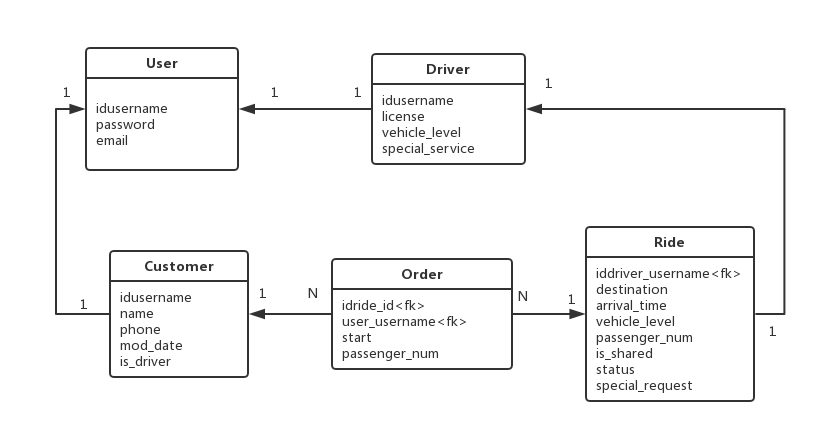 User
idusername
password
email
1
1
1
Driver
idusername
license
vehicle_level
special_service
1
Customer
idusername
name
phone
mod_date
is_driver
1
1
N
Order
idride_id<fk>
user_username<fk>
start
passenger_num
N
1
Ride
iddriver_username<fk>
destination
arrival_time
vehicle_level
passenger_num
is_shared
status
special_request
1